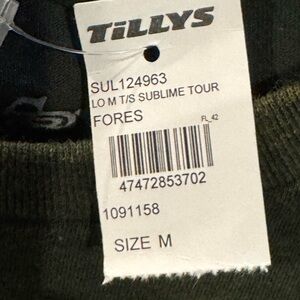 TILLYS
SUL124963
LO M T/S SUBLIME TOUR
FORES
FL_42
47472853702
1091158
SIZE M